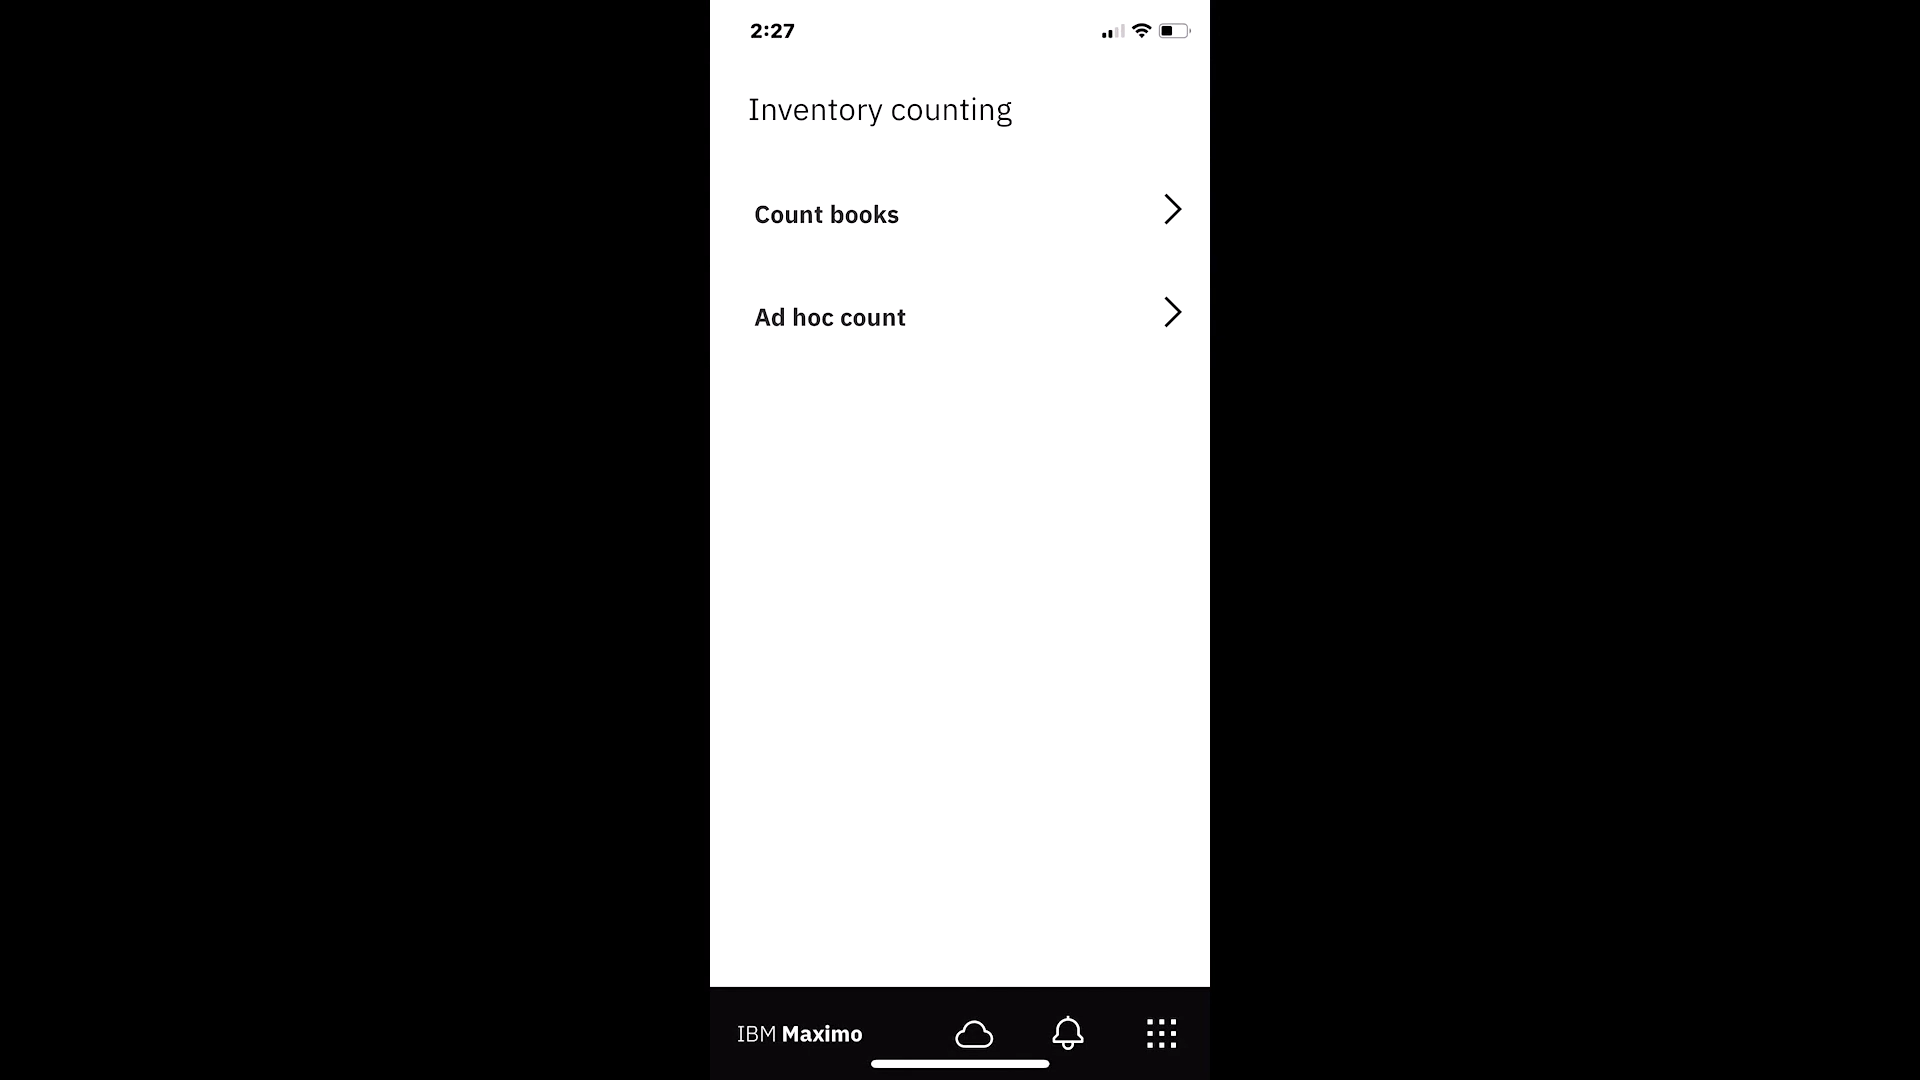 2:27
Inventory counting
Count books
Ad hoc count
IBM Maximo